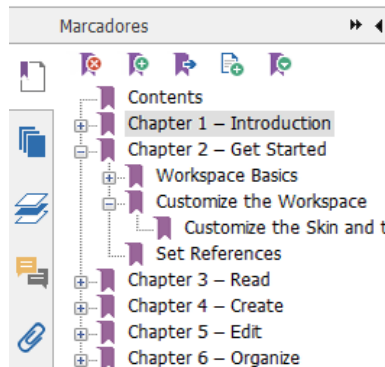 Marcadores
Contents
Chapter 1 – Introduction
Chapter 2 – Get Started
Workspace Basics
Customize the Workspace
Customize the Skin and t
Set References
Chapter 3 – Read
Chapter 4 – Create
Chapter 5 – Edit
Chapter 6 – Organize